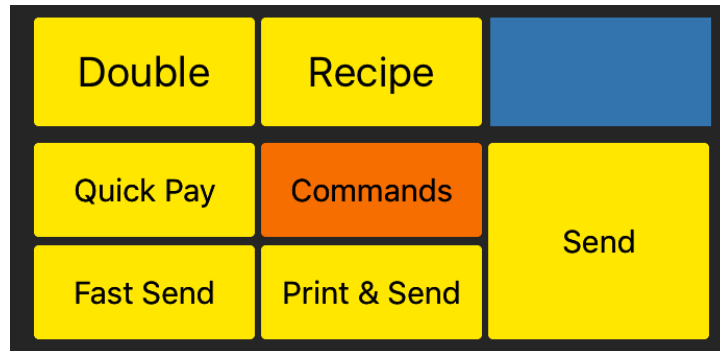 Double
Recipe
Quick Pay
Commands
Send
Fast Send
Print & Send